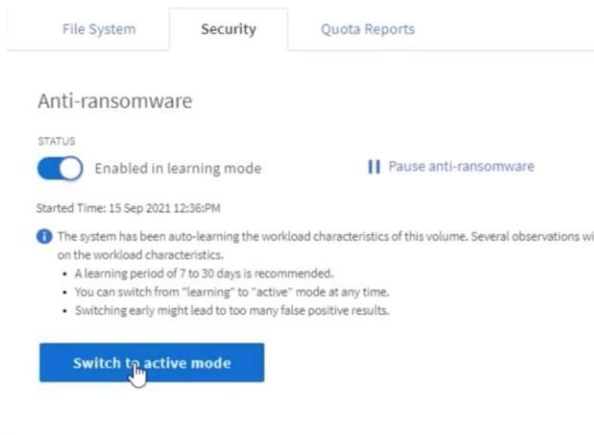 File System Security Quota Reports
Anti-ransomware
STATUS
Enabled in learning mode Pause anti-ransomware
Started Time: 15 Sep 2021 12:36:PM
The system has been auto-learning the workload characteristics of this volume. Several observations wi
on the workload characteristics.
• A learning period of 7 to 30 days is recommended.
• You can switch from "learning" to "active" mode at any time.
• Switching early might lead to too many false positive results.
Switch to active mode